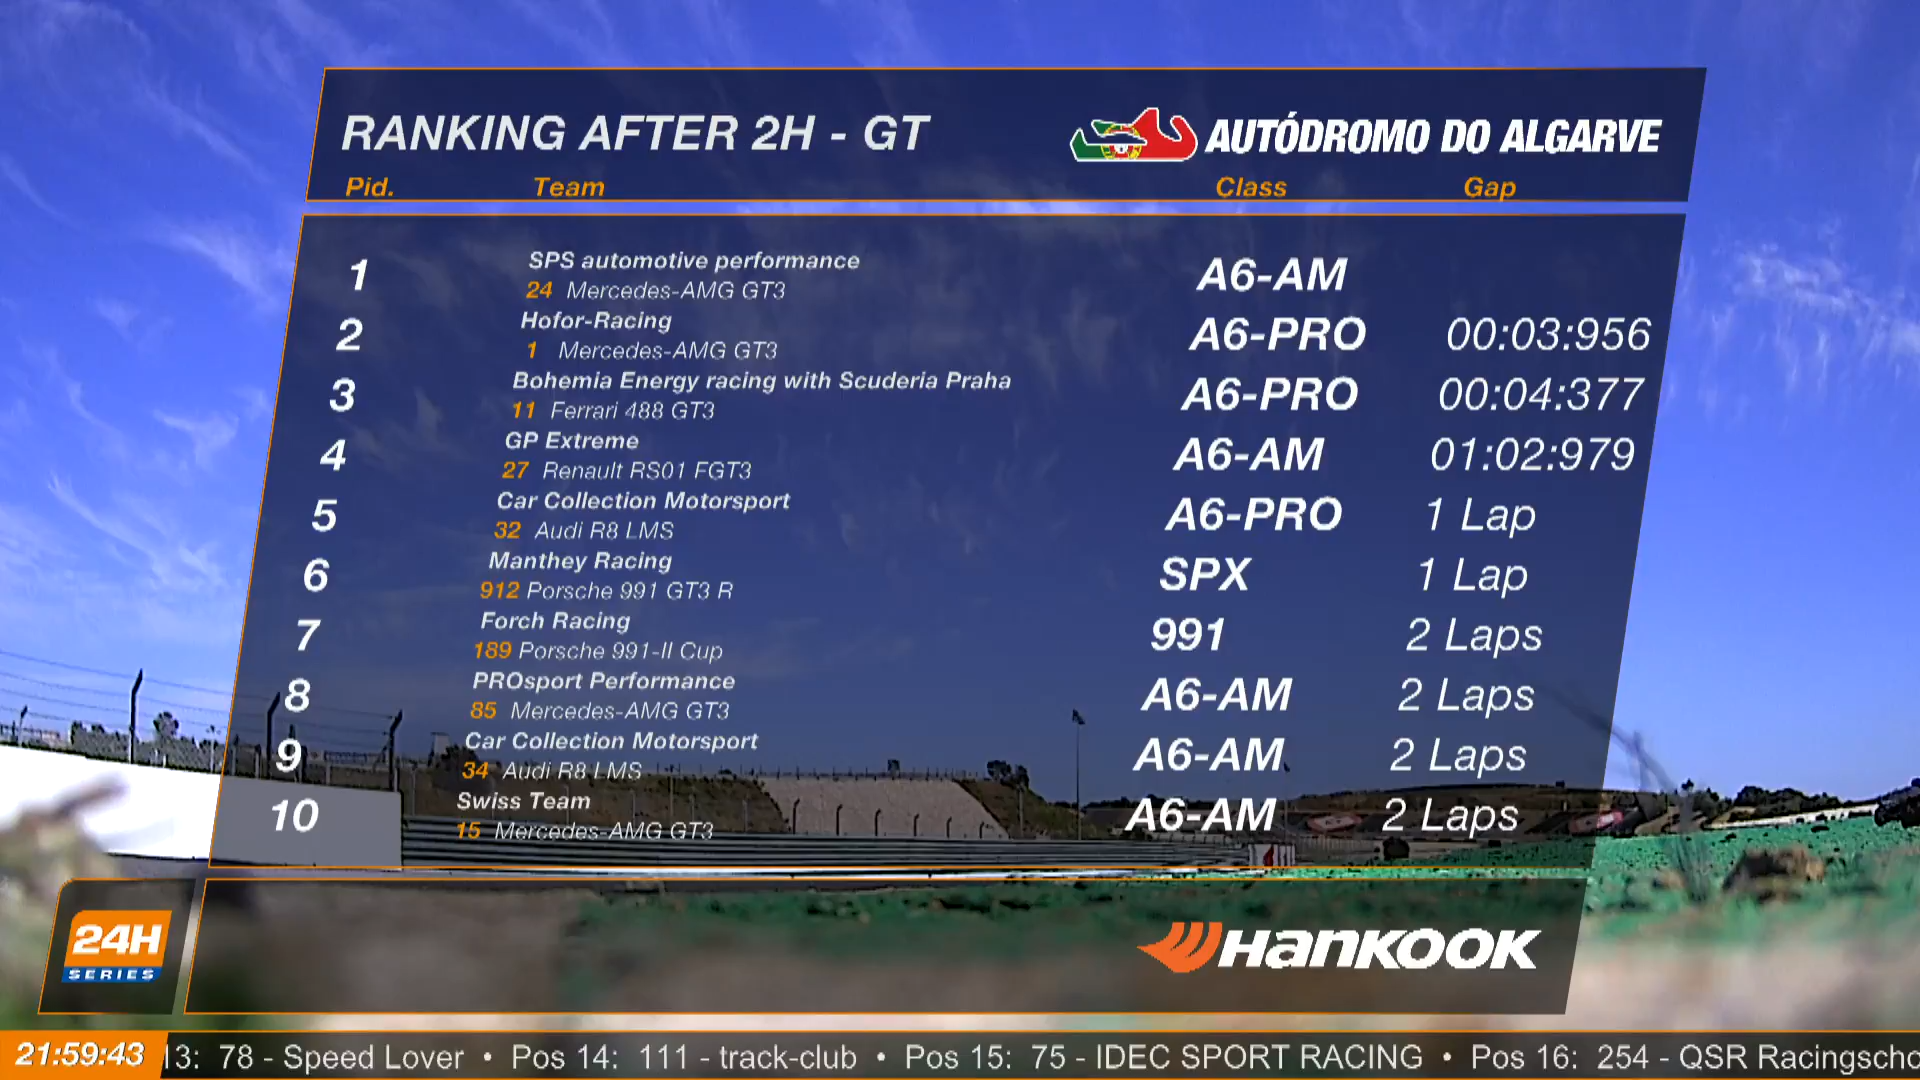 RANKING AFTER 2H - GT
AUTÓDROMO DO ALGARVE
Pid. Team Class Gap
1 SPS automotive performance A6-AM
24 Mercedes-AMG GT3
2 Hofor-Racing A6-PRO 00:03:956
1 Mercedes-AMG GT3
3 Bohemia Energy racing with Scuderia Praha A6-PRO 00:04:377
11 Ferrari 488 GT3
4 GP Extreme A6-AM 01:02:979
27 Renault RS01 FGT3
5 Car Collection Motorsport A6-PRO 1 Lap
32 Audi R8 LMS
6 Manthey Racing SPX 1 Lap
912 Porsche 991 GT3 R
7 Forch Racing 991 2 Laps
189 Porsche 991-II Cup
8 PROsport Performance A6-AM 2 Laps
85 Mercedes-AMG GT3
9 Car Collection Motorsport A6-AM 2 Laps
34 Audi R8 LMS
10 Swiss Team A6-AM 2 Laps
15 Mercedes-AMG GT3
24H
SERIES
HANKOOK
21:59:43 13: 78 - Speed Lover • Pos 14: 111 - track-club • Pos 15: 75 - IDEC SPORT RACING • Pos 16: 254 - QSR Racingscho